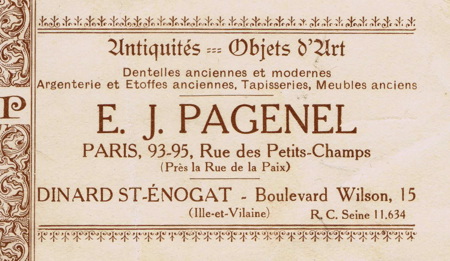 Antiquités --- Objets d'Art
Dentelles anciennes et modernes
Argenterie et Etoffes anciennes, Tapisseries, Meubles anciens
P
E. J. PAGENEL
PARIS, 93-95, Rue des Petits-Champs
(Près la Rue de la Paix)
DINARD ST-ÉNOGAT - Boulevard Wilson, 15
(Ille-et-Vilaine) R. C. Seine 11.634